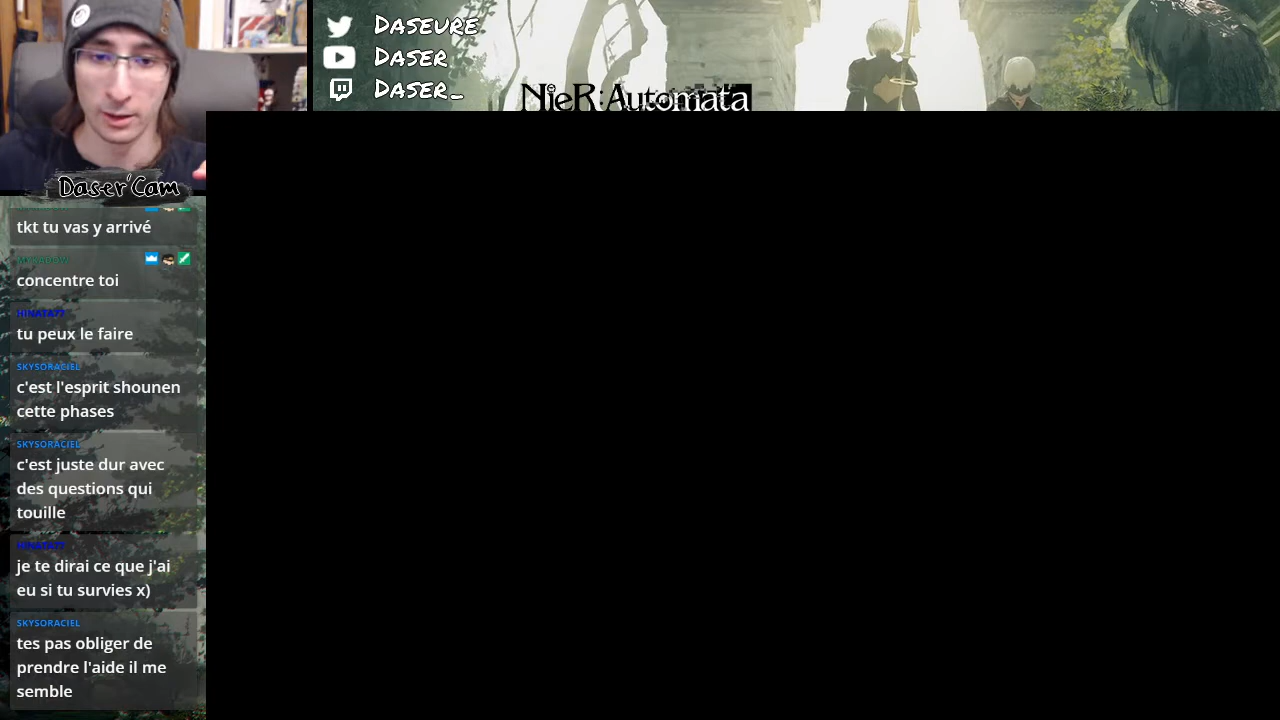 Daseure
Daser
Daser_
NieR:Automata
Daser'Cam
tkt tu vas y arrivé
concentre toi
HINATA77
tu peux le faire
SKYSORACIEL
c'est l'esprit shounen
cette phases
SKYSORACIEL
c'est juste dur avec
des questions qui
touille
HINATA77
je te dirai ce que j'ai
eu si tu survies x)
SKYSORACIEL
tes pas obliger de
prendre l'aide il me
semble